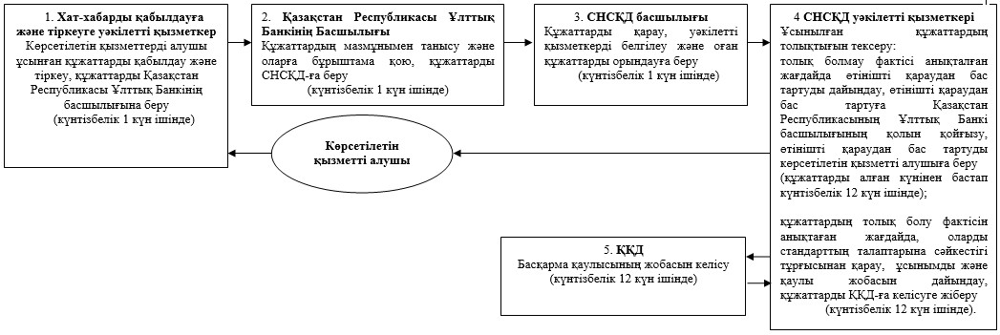 1. Хат-хабарды қабылдауға
және тіркеуге уәкілетті қызметкер
Көрсетілетін қызметтерді алушы
ұсынған құжаттарды қабылдау және
тіркеу, құжаттарды Қазақстан
Республикасы Ұлттық Банкінің
басшылығына беру
(күнтізбелік 1 күн ішінде)
2. Қазақстан Республикасы Ұлттық
Банкінің Басшылығы
Құжаттардың мазмұнымен танысу және
оларға бұрыштама қою, құжаттарды
СНСҚД-ға беру
(күнтізбелік 1 күн ішінде)
3. СНСҚД басшылығы
Құжаттарды қарау, уәкілетті
қызметкерді белгілеу және оған
құжаттарды орындауға беру
(күнтізбелік 1 күн ішінде)
4 СНСҚД уәкілетті қызметкері
Ұсынылған құжаттардың
толықтығын тексеру:
толық болмау фактісі анықталған
жағдайда өтінішті қараудан бас
тартуды дайындау, өтінішті қараудан
бас тартуға Қазақстан
Республикасының Ұлттық Банкі
басшылығының қолын қойғызу,
өтінішті қараудан бас тартуды
көрсетілетін қызметті алушыға беру
(құжаттарды алған күнінен бастап
күнтізбелік 12 күн ішінде);
құжаттардың толық болу фактісін
анықтаған жағдайда, оларды
стандарттың талаптарына сәйкестігі
тұрғысынан қарау, ұсынымды және
қаулы жобасын дайындау,
құжаттарды ҚҚД-ға келісуге жіберу
(күнтізбелік 12 күн ішінде).
Көрсетілетін
қызметті алушы
5. ҚҚД
Басқарма қаулысының жобасын келісу
(күнтізбелік 12 күн ішінде)